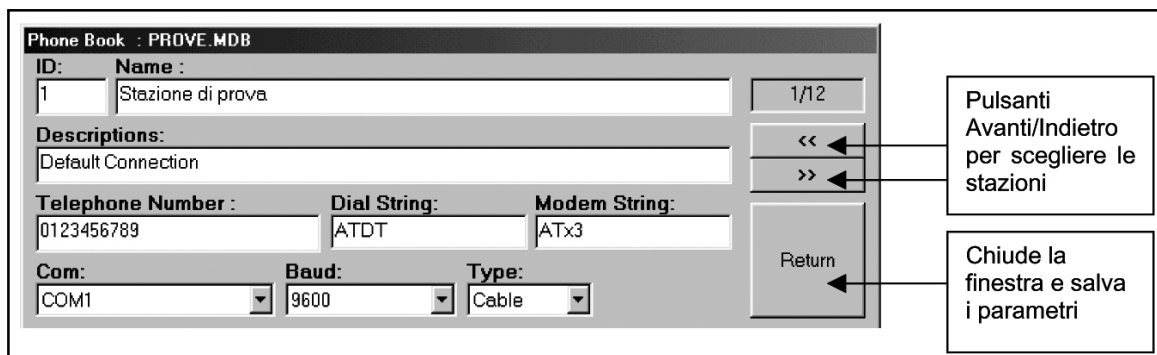 Phone Book : PROVE.MDB
ID: Name :
1 Stazione di prova 1/12
Descriptions:
Default Connection
<<
>>
Telephone Number : Dial String: Modem String:
0123456789 ATDT ATx3
Com: Baud: Type:
COM1 9600 Cable
Return
Pulsanti
Avanti/Indietro
per scegliere le
stazioni
Chiude la
finestra e salva
i parametri